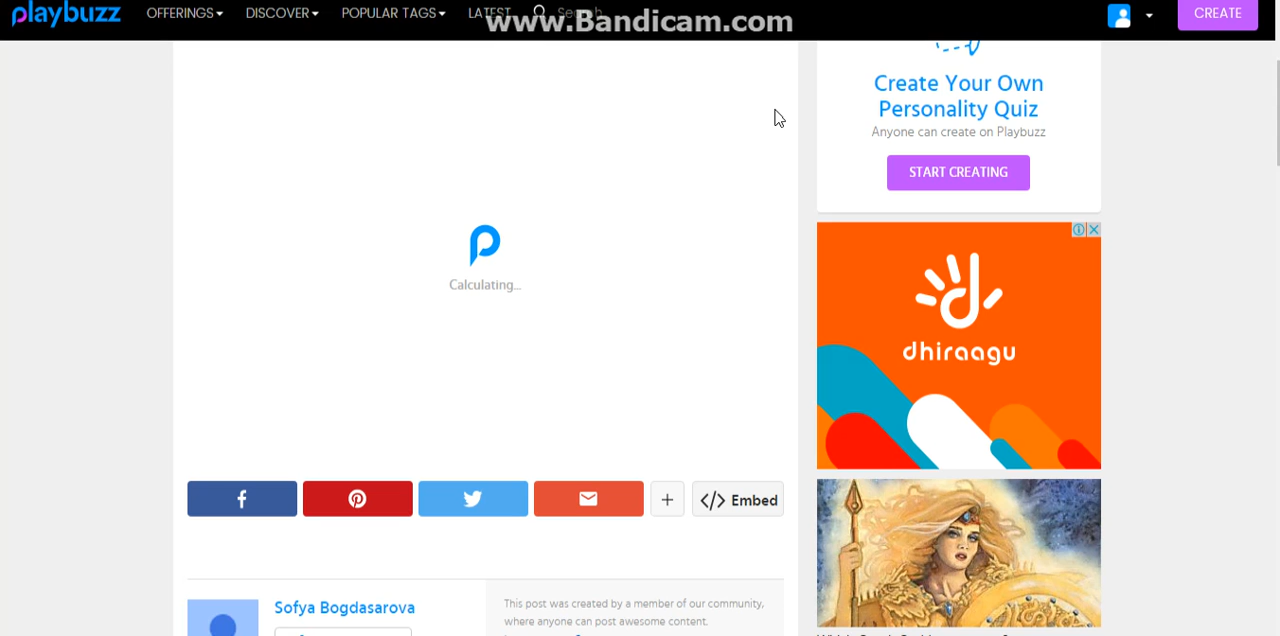 playbuzz OFFERINGS DISCOVER POPULAR TAGS LATEST Search CREATE
www.Bandicam.com
Create Your Own
Personality Quiz
Anyone can create on Playbuzz
START CREATING
Calculating...
dhiraagu
</> Embed
Sofya Bogdasarova
This post was created by a member of our community,
where anyone can post awesome content.